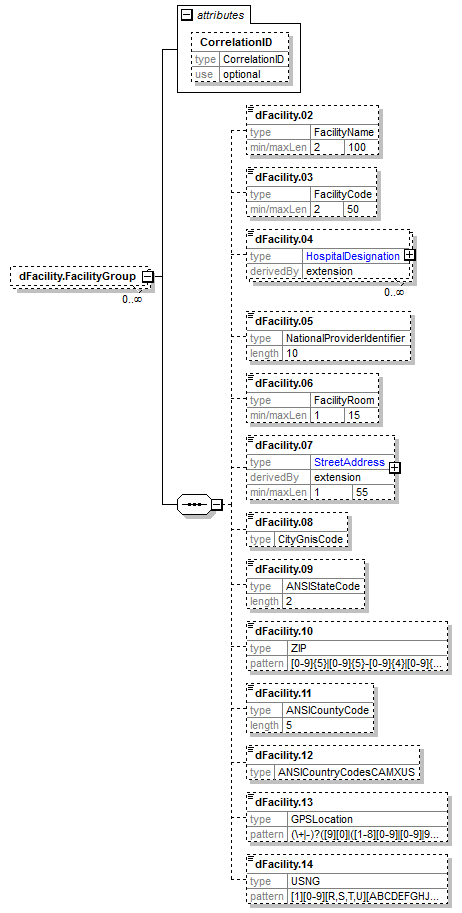 attributes
CorrelationID
type CorrelationID
use optional
dFacility.FacilityGroup
0..∞
dFacility.02
type FacilityName
min/maxLen 2 100
dFacility.03
type FacilityCode
min/maxLen 2 50
dFacility.04
type HospitalDesignation
derivedBy extension
0..∞
dFacility.05
type NationalProviderIdentifier
length 10
dFacility.06
type FacilityRoom
min/maxLen 1 15
dFacility.07
type StreetAddress
derivedBy extension
min/maxLen 1 55
dFacility.08
type CityGnisCode
dFacility.09
type ANSIStateCode
length 2
dFacility.10
type ZIP
pattern [0-9]{5}|[0-9]{5}-[0-9]{4}|[0-9]{...
dFacility.11
type ANSICountyCode
length 5
dFacility.12
type ANSICountryCodesCAMXUS
dFacility.13
type GPSLocation
pattern (\+|-)?([9][0]|([1-8][0-9]|[0-9]|9...
dFacility.14
type USNG
pattern [1][0-9][R,S,T,U][ABCDEFGHJ...